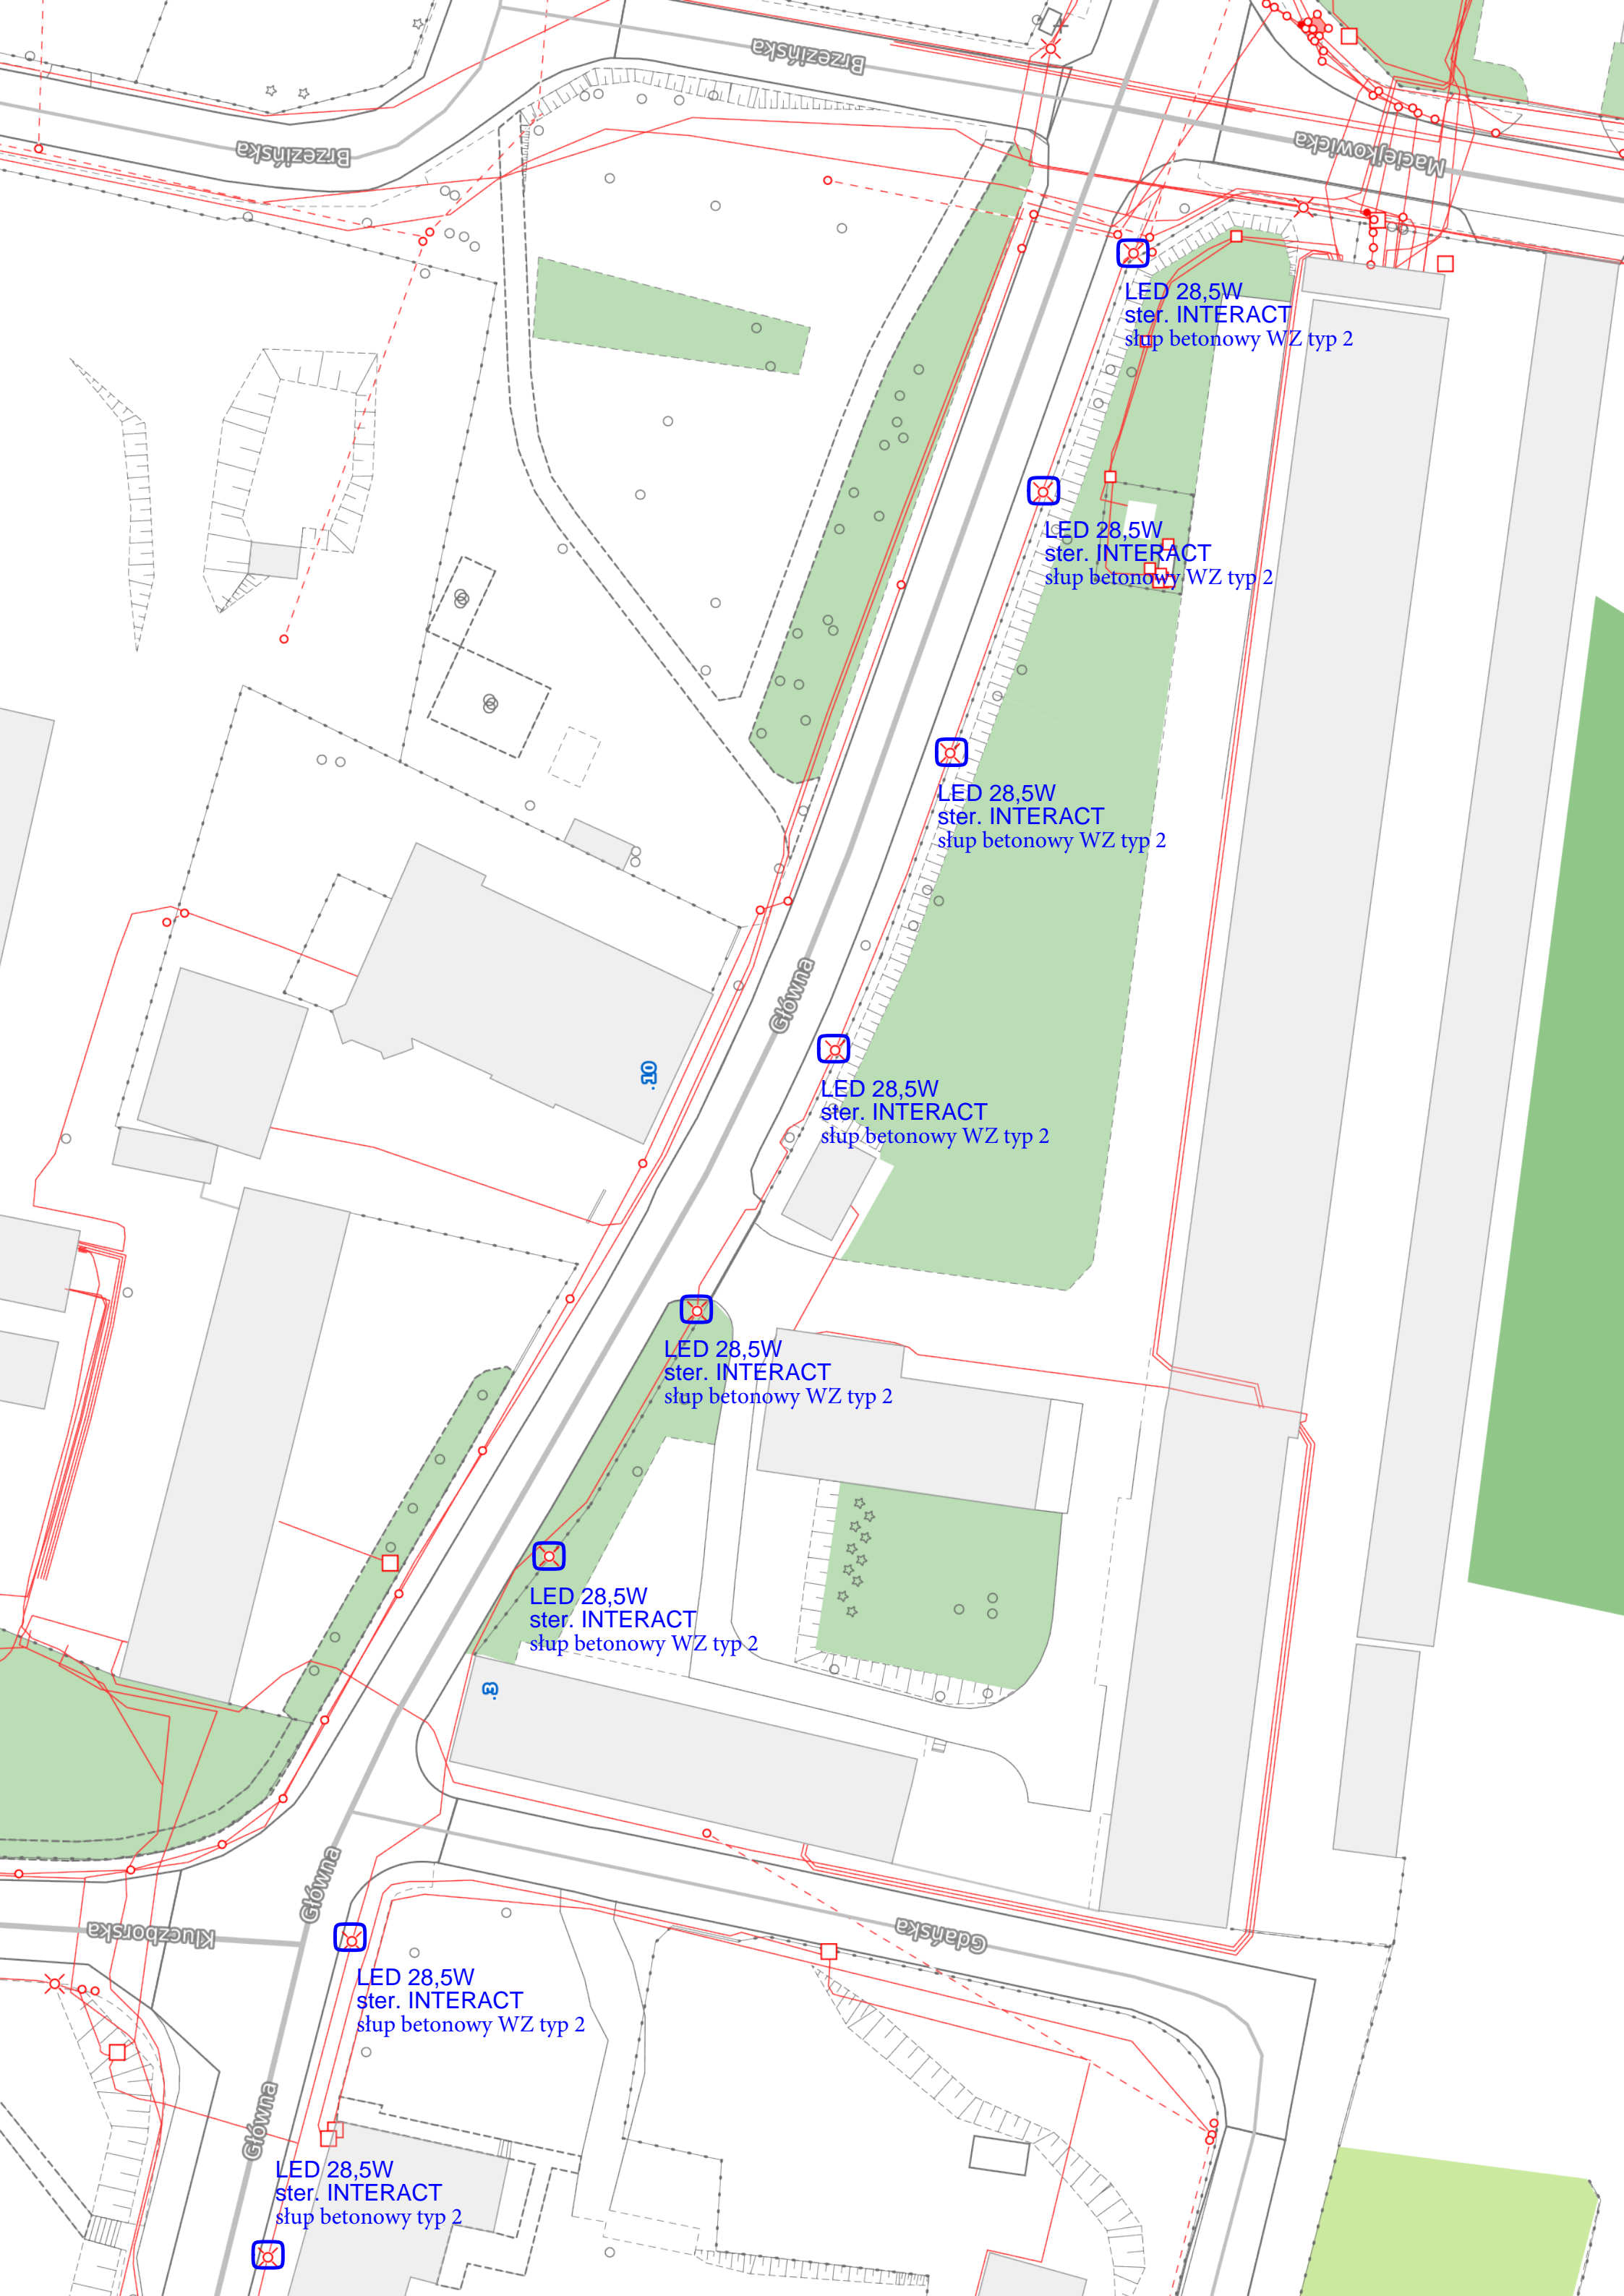 Brzezińska
Brzezińska
Maciejkowicka
LED 28,5W
ster. INTERACT
słup betonowy WZ typ 2
LED 28,5W
ster. INTERACT
słup betonowy WZ typ 2
LED 28,5W
ster. INTERACT
słup betonowy WZ typ 2
Główna
.10
LED 28,5W
ster. INTERACT
słup betonowy WZ typ 2
LED 28,5W
ster. INTERACT
słup betonowy WZ typ 2
LED 28,5W
ster. INTERACT
słup betonowy WZ typ 2
.3
Główna
Kluczborska
Gdańska
LED 28,5W
ster. INTERACT
słup betonowy WZ typ 2
Główna
LED 28,5W
ster. INTERACT
słup betonowy WZ typ 2